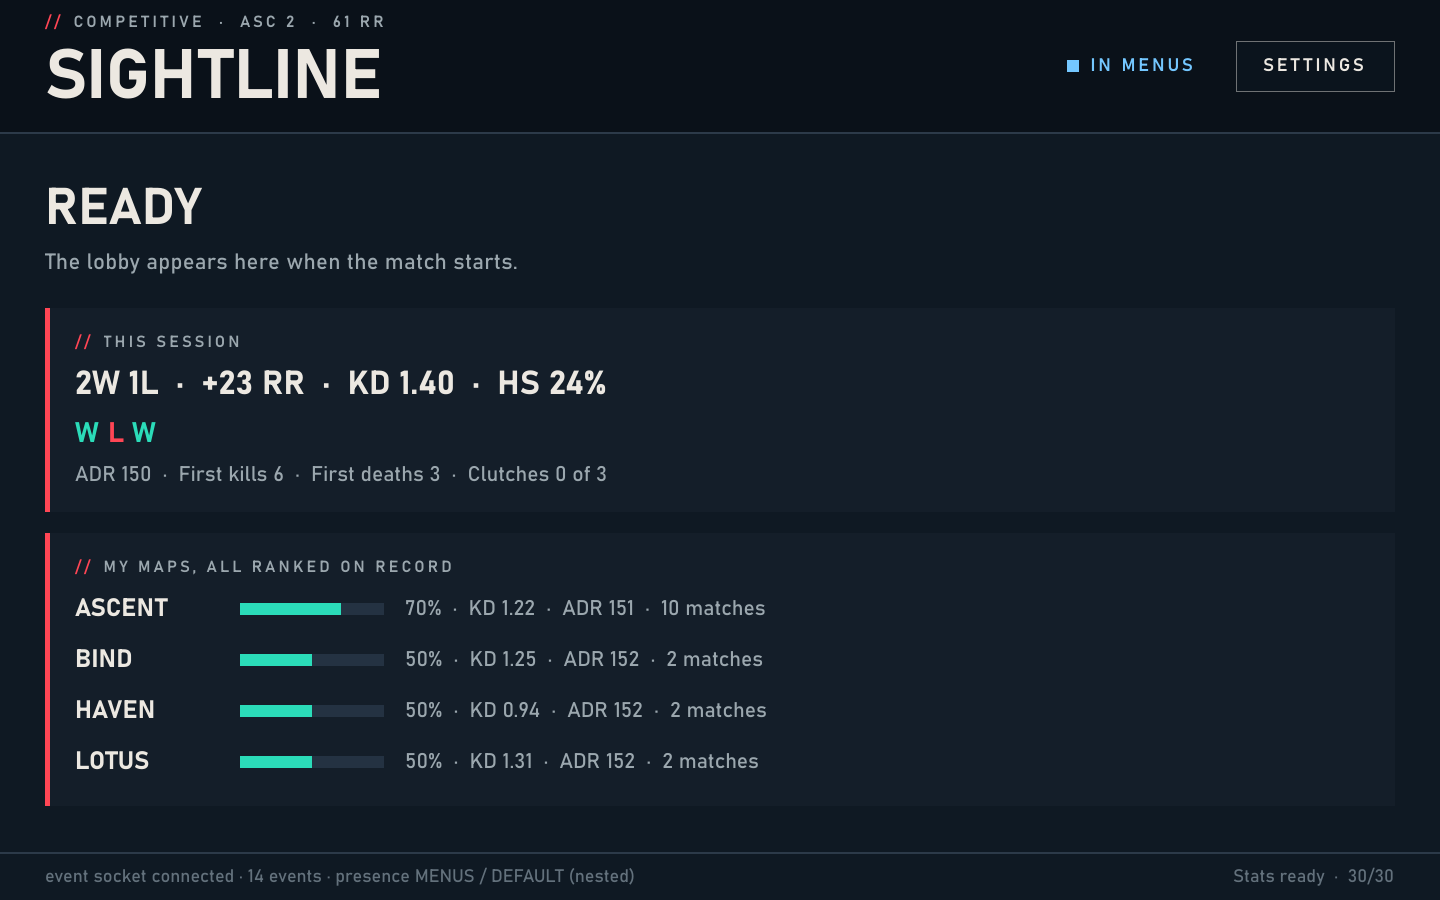 // COMPETITIVE · ASC 2 · 61 RR
SIGHTLINE
IN MENUS
SETTINGS
READY
The lobby appears here when the match starts.
// THIS SESSION
2W 1L · +23 RR · KD 1.40 · HS 24%
W L W
ADR 150 · First kills 6 · First deaths 3 · Clutches 0 of 3
// MY MAPS, ALL RANKED ON RECORD
ASCENT 70% · KD 1.22 · ADR 151 · 10 matches
BIND 50% · KD 1.25 · ADR 152 · 2 matches
HAVEN 50% · KD 0.94 · ADR 152 · 2 matches
LOTUS 50% · KD 1.31 · ADR 152 · 2 matches
event socket connected · 14 events · presence MENUS / DEFAULT (nested)
Stats ready · 30/30